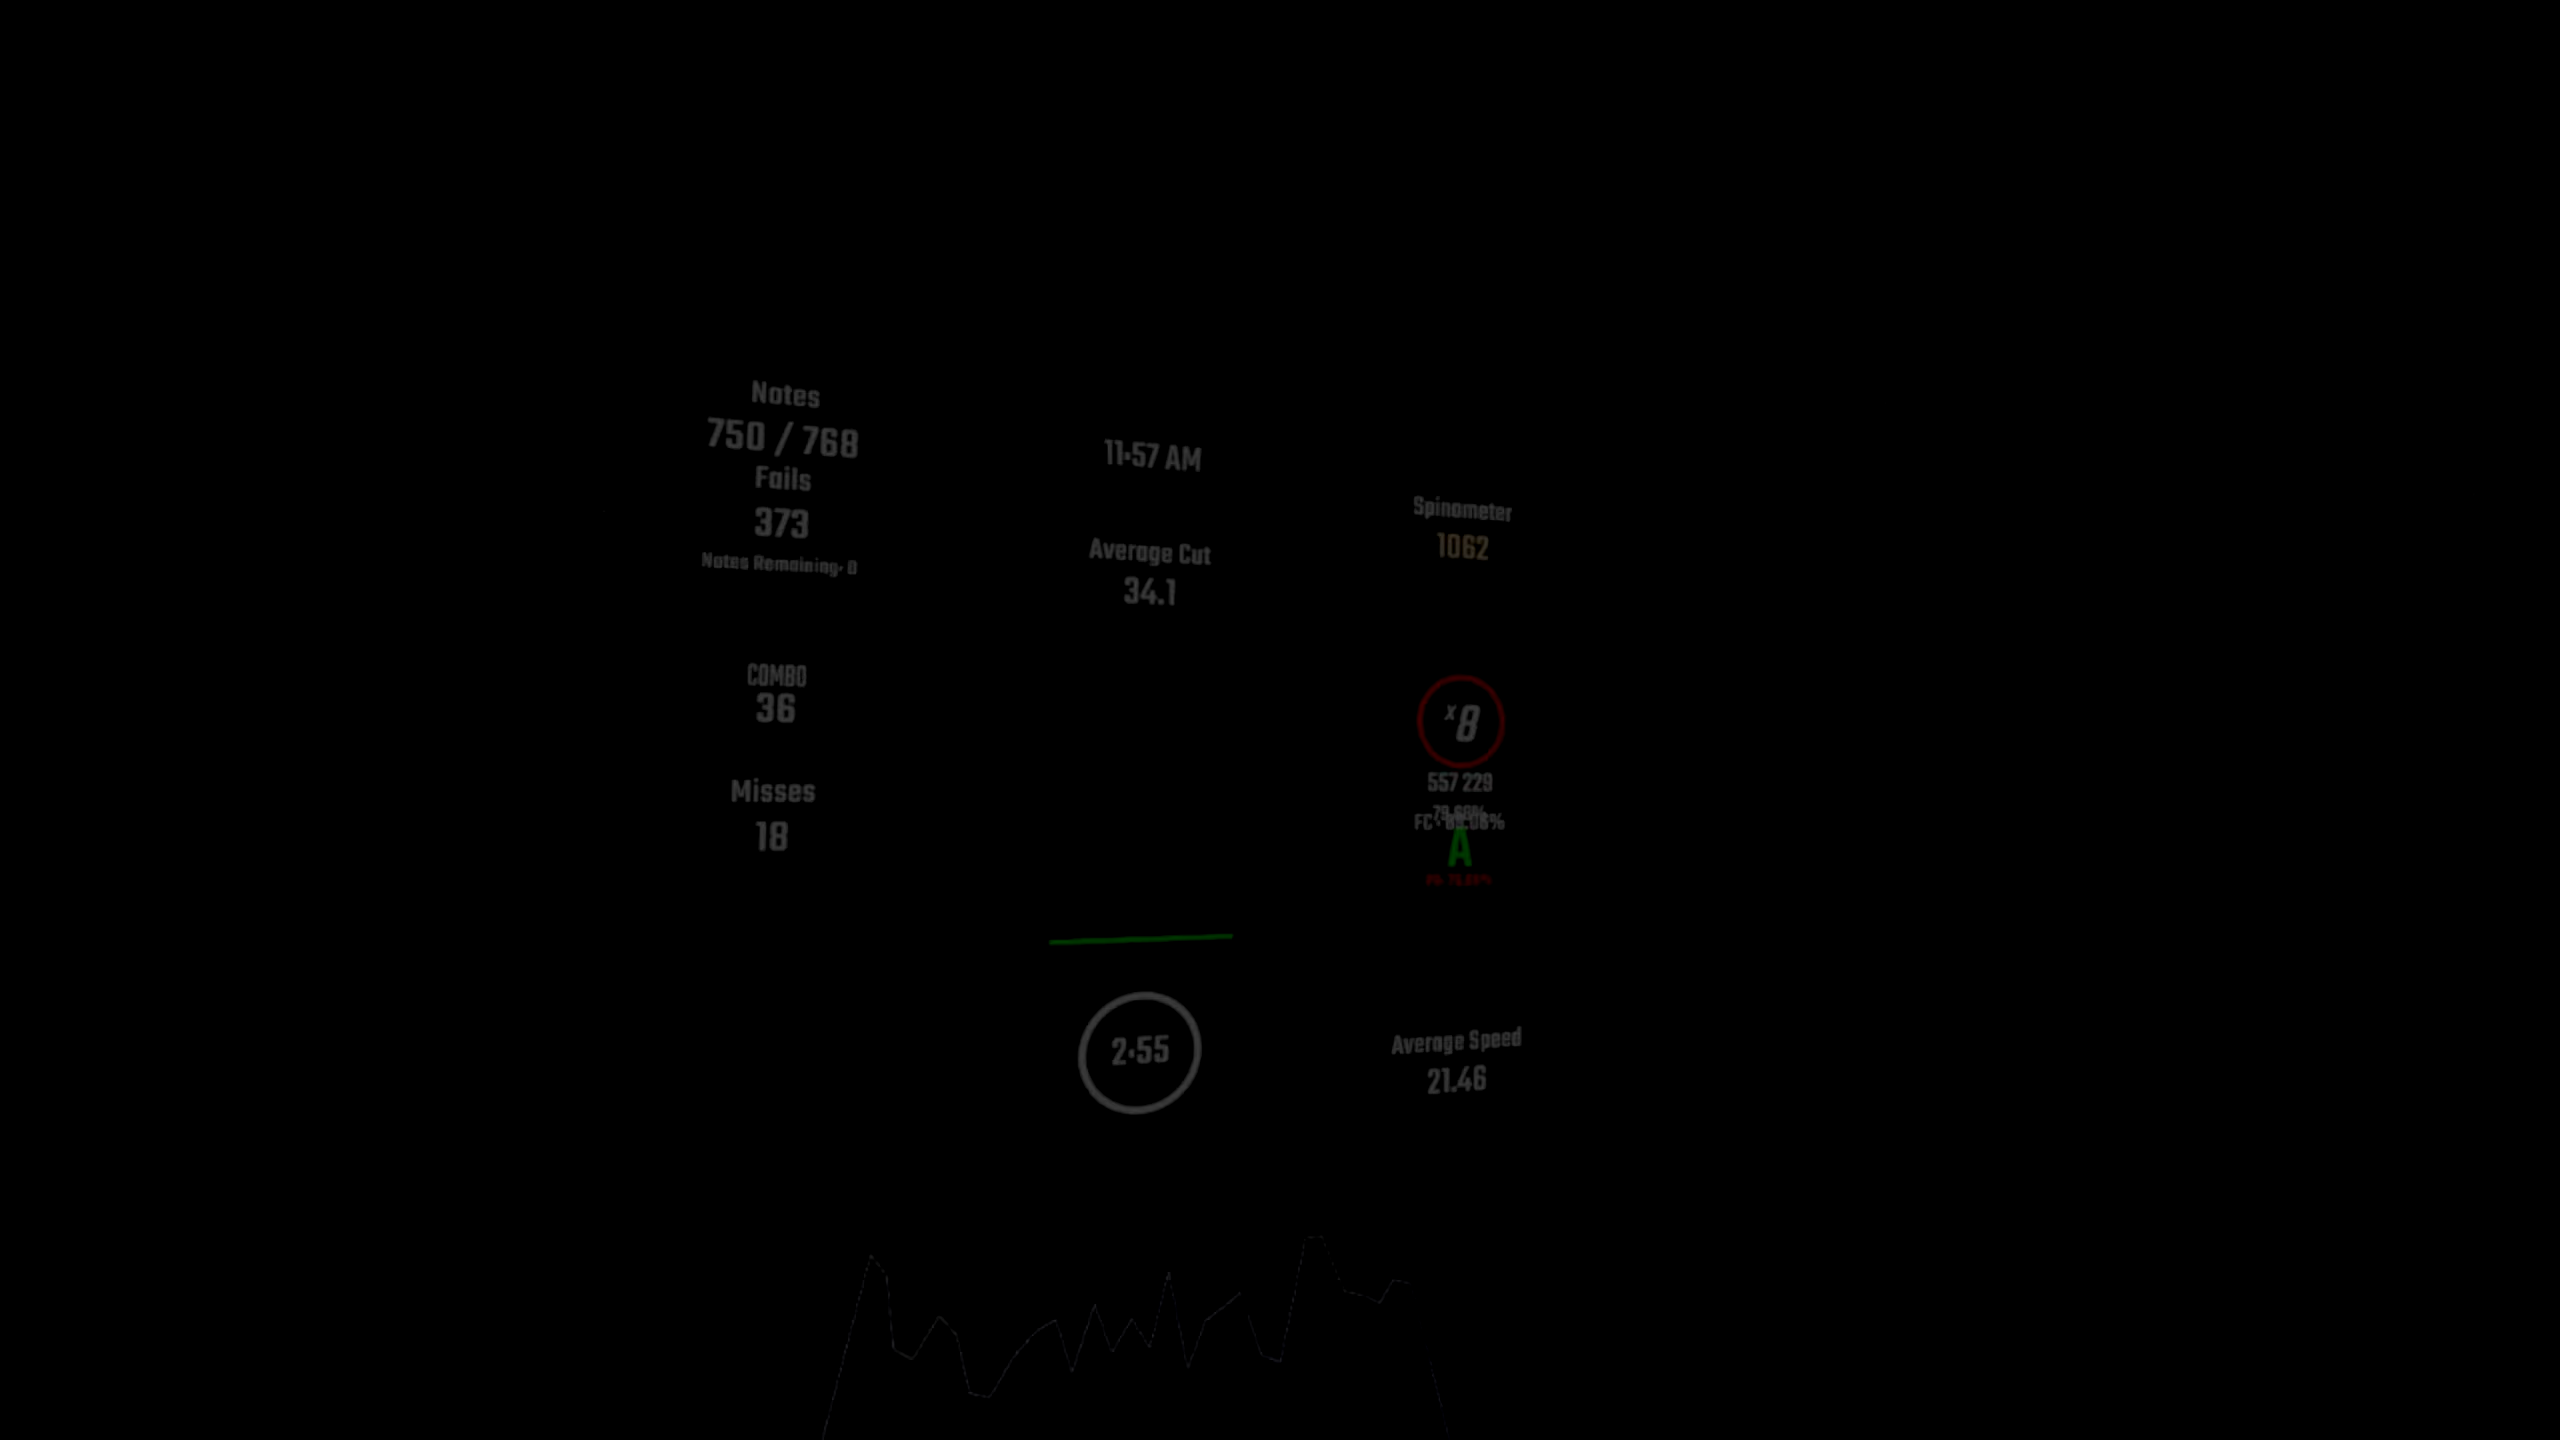 Notes
750 / 768
Fails
373
Notes Remaining: 0
COMBO
36
Misses
18
11:57 AM
Average Cut
34.1
2:55
Spinometer
1062
x8
557 229
FC :
A
Average Speed
21.46